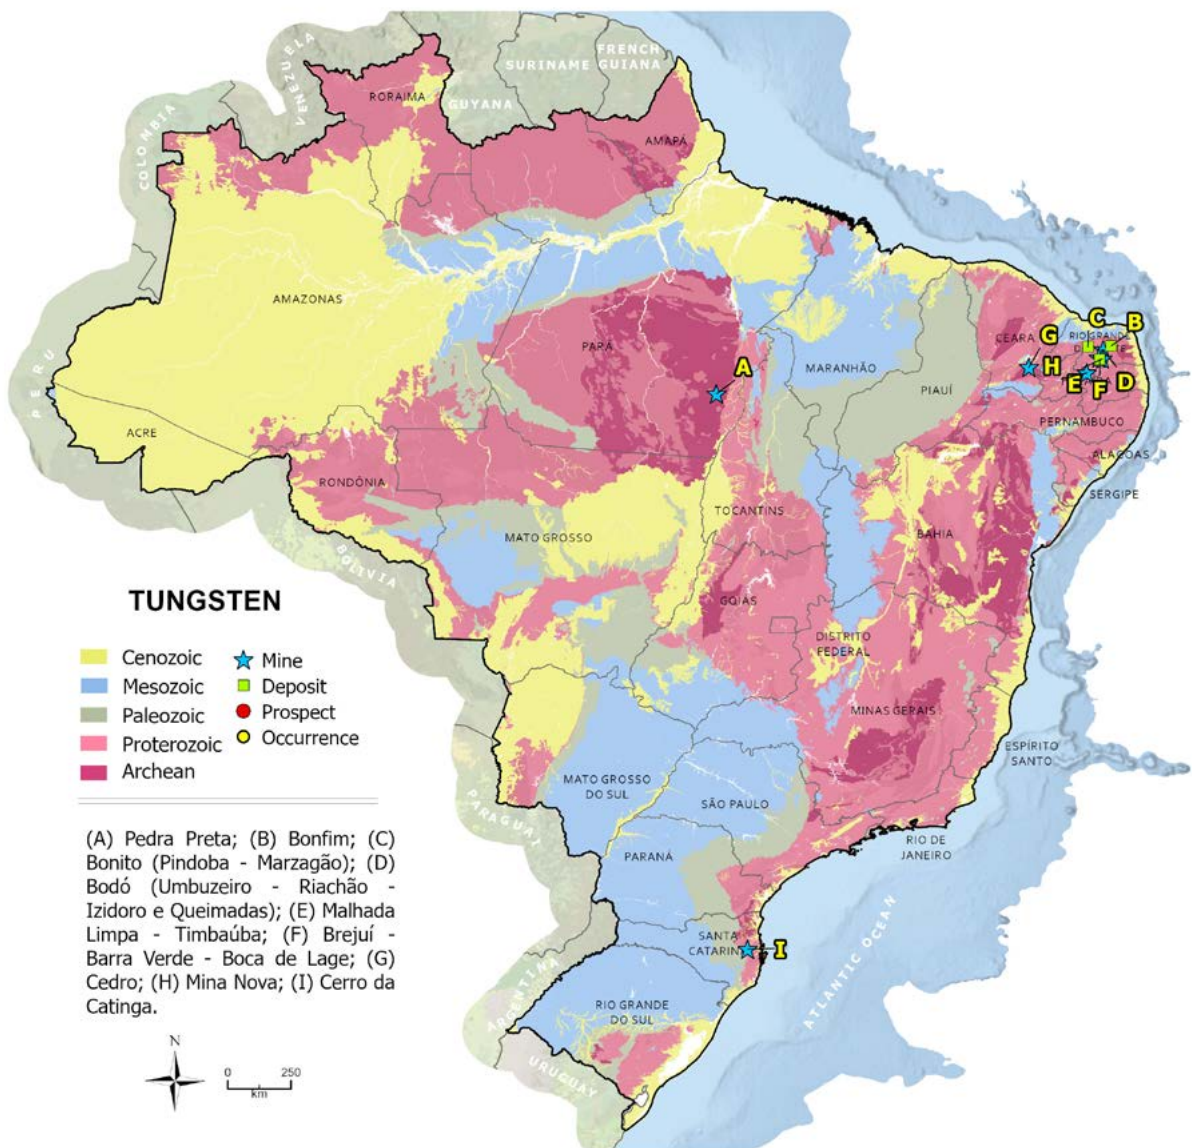 VENEZUELA
SURINAME
FRENCH
GUIANA
COLOMBIA
RORAIMA
GUYANA
AMAPÁ
AMAZONAS
PARÁ
MARANHÃO
CEARÁ
C
B
RIO GRANDE
G
A
H
E
F
D
PIAUÍ
PERU
ACRE
PERNAMBUCO
ALAGOAS
SERGIPE
RONDÔNIA
TOCANTINS
MATO GROSSO
BAHIA
BOLIVIA
GOIÁS
DISTRITO
FEDERAL
MINAS GERAIS
ESPÍRITO
SANTO
MATO GROSSO
DO SUL
SÃO PAULO
PARAGUAI
RIO DE
JANEIRO
PARANÁ
SANTA
CATARIN
I
ARGENTINA
RIO GRANDE
DO SUL
URUGUAY
ATLANTIC OCEAN
TUNGSTEN
Cenozoic
Mesozoic
Paleozoic
Proterozoic
Archean
Mine
Deposit
Prospect
Occurrence
(A) Pedra Preta; (B) Bonfim; (C)
Bonito (Pindoba - Marzagão); (D)
Bodó (Umbuzeiro - Riachão -
Izidoro e Queimadas); (E) Malhada
Limpa - Timbaúba; (F) Brejuí -
Barra Verde - Boca de Lage; (G)
Cedro; (H) Mina Nova; (I) Cerro da
Catinga.
N
0 250
km